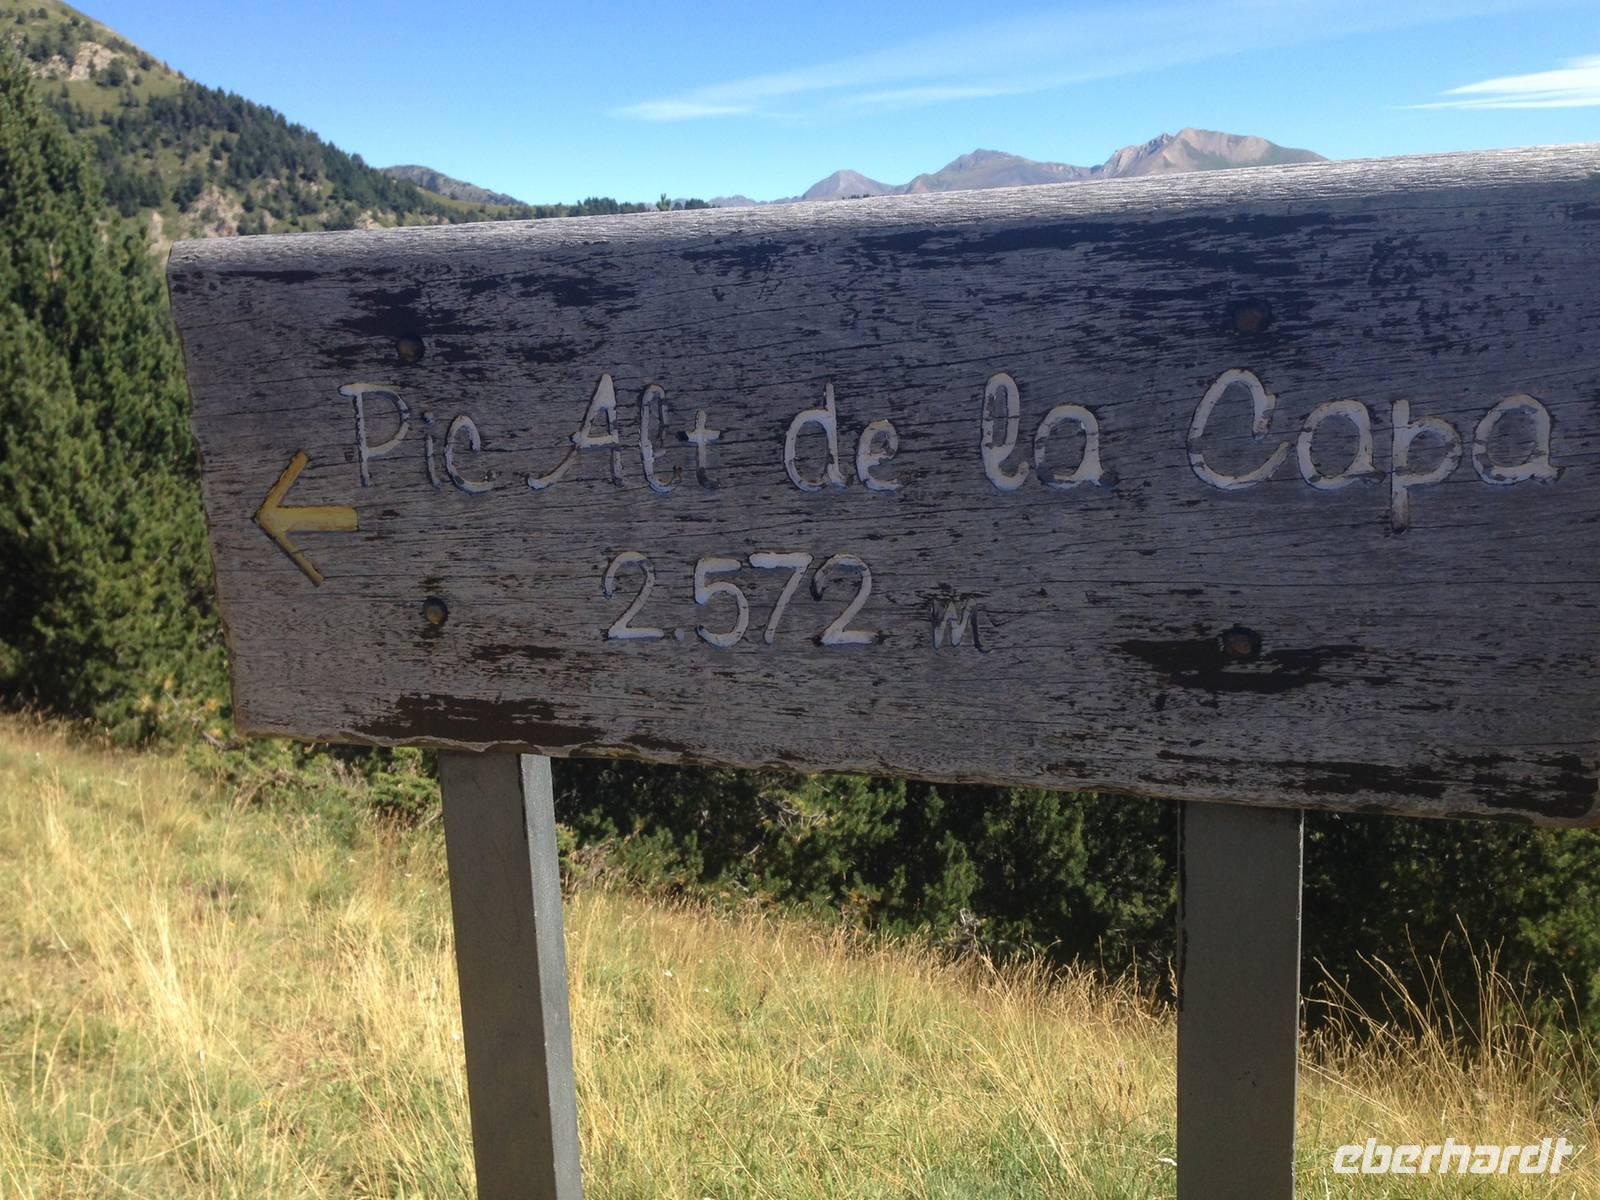 Pic Alt de la Capa
2.572 m
eberhardt